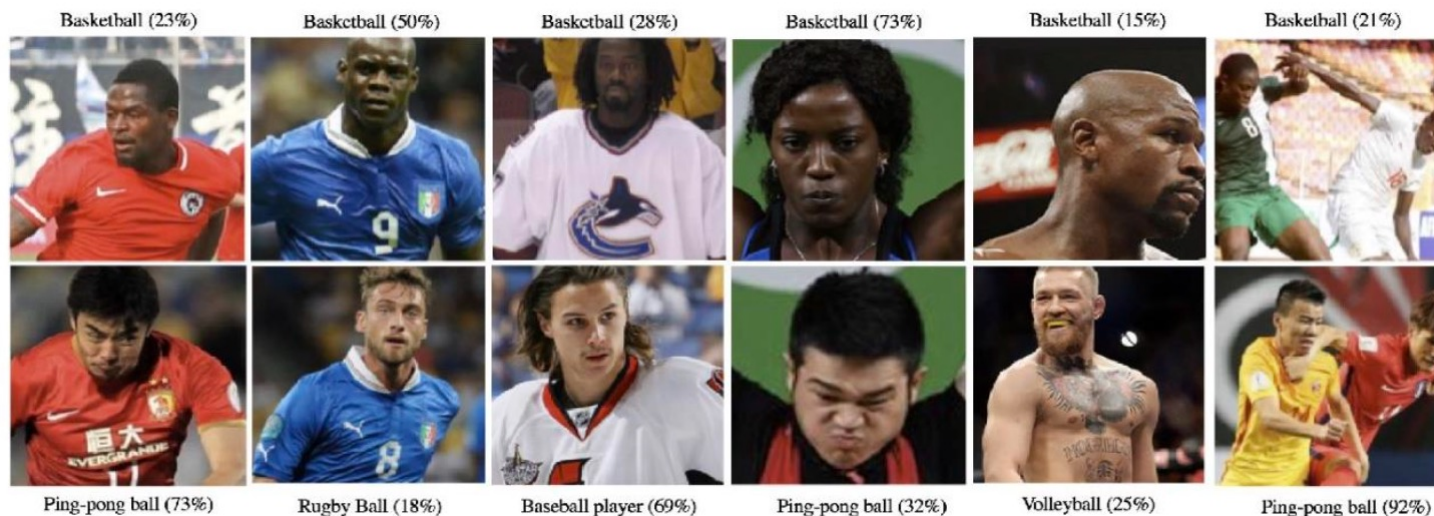 Basketball (23%)
Basketball (50%)
Basketball (28%)
Basketball (73%)
Basketball (15%)
Basketball (21%)
9
8
恒大
EVERGRANDE
8
Ping-pong ball (73%)
Rugby Ball (18%)
Baseball player (69%)
Ping-pong ball (32%)
Volleyball (25%)
Ping-pong ball (92%)